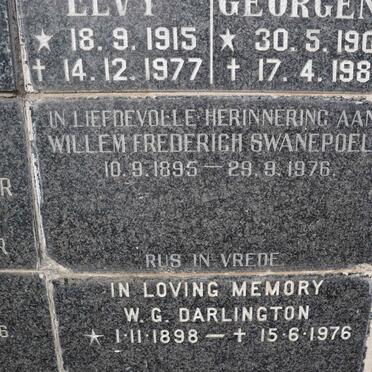 ELVY
★ 18.9.1915
✝ 14.12.1977
GEORGEN
★ 30.5.190
✝ 17.4.198
IN LIEFDEVOLLE HERINNERING AAN
WILLEM FREDERICH SWANEPOEL
10.9.1895 — 29.9.1976.
RUS IN VREDE
R
R
6
IN LOVING MEMORY
W.G. DARLINGTON
★ 1·11·1898 — ✝ 15·6·1976